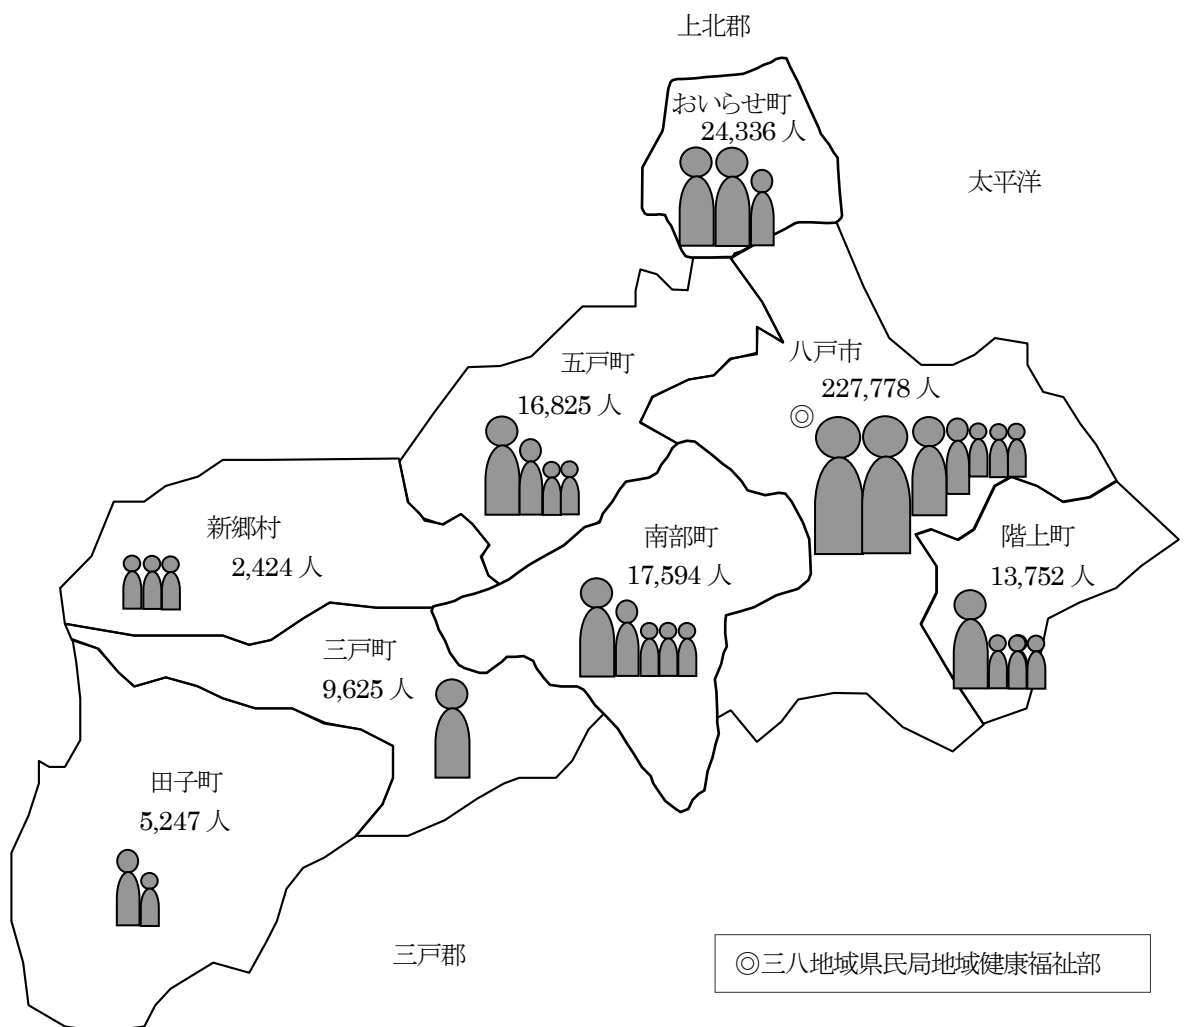 上北郡
おいらせ町
24,336 人
太平洋
五戸町
16,825 人
八戸市
227,778 人
◎
新郷村
2,424 人
南部町
17,594 人
階上町
13,752 人
三戸町
9,625 人
田子町
5,247 人
三戸郡
◎三八地域県民局地域健康福祉部